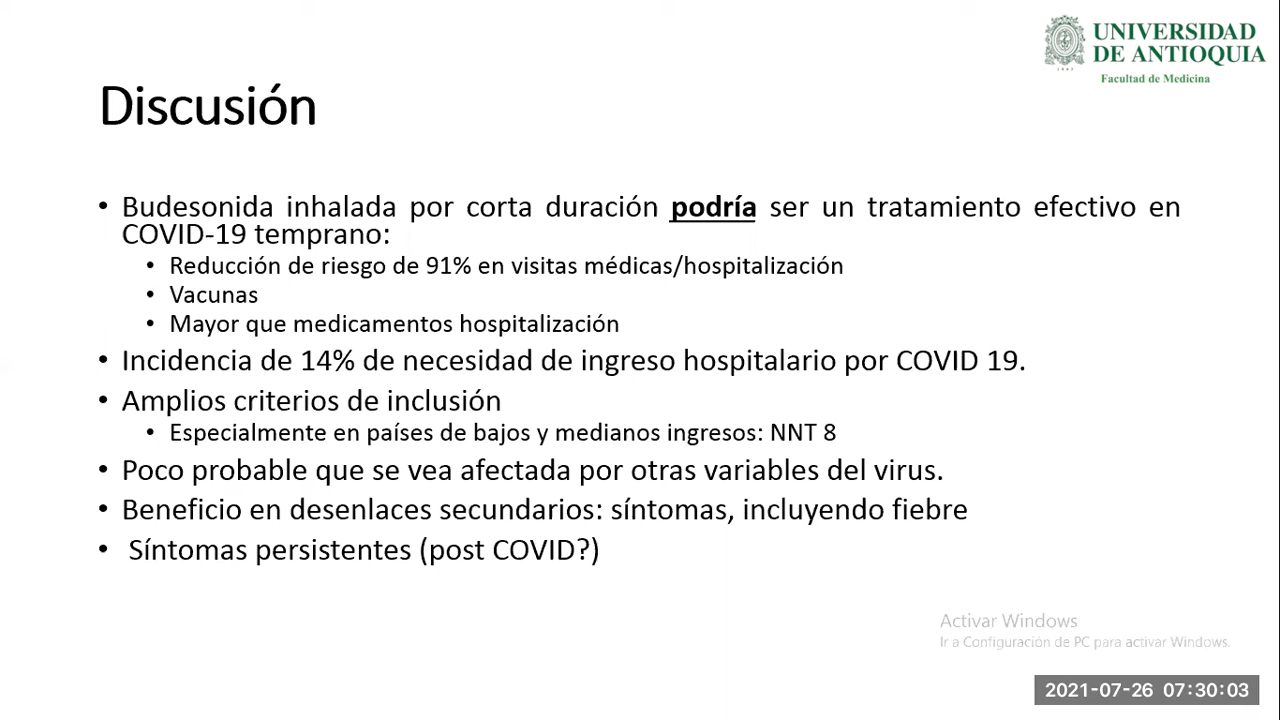 UNIVERSIDAD
DE ANTIOQUIA
1803
Facultad de Medicina
Discusión
• Budesonida inhalada por corta duración podría ser un tratamiento efectivo en
COVID-19 temprano:
• Reducción de riesgo de 91% en visitas médicas/hospitalización
• Vacunas
• Mayor que medicamentos hospitalización
• Incidencia de 14% de necesidad de ingreso hospitalario por COVID 19.
• Amplios criterios de inclusión
• Especialmente en países de bajos y medianos ingresos: NNT 8
• Poco probable que se vea afectada por otras variables del virus.
• Beneficio en desenlaces secundarios: síntomas, incluyendo fiebre
• Síntomas persistentes (post COVID?)
Activar Windows
Ir a Configuración de PC para activar Windows.
2021-07-26 07:30:03